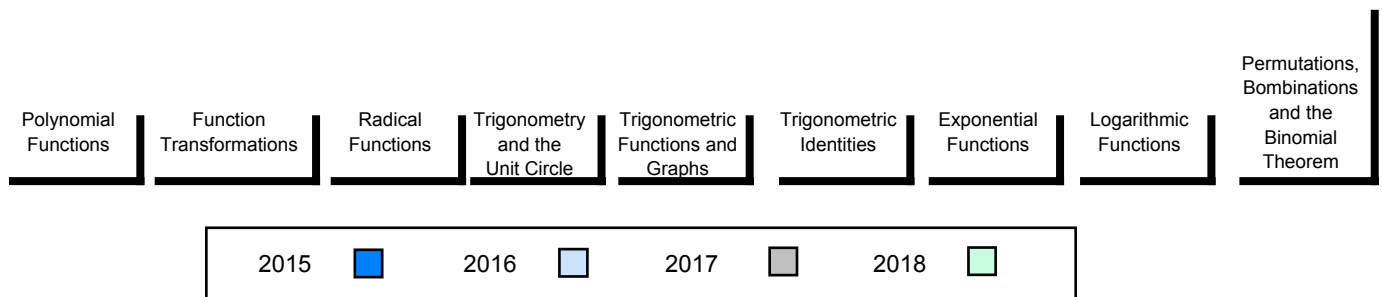 Polynomial
Functions
Function
Transformations
Radical
Functions
Trigonometry
and the
Unit Circle
Trigonometric
Functions and
Graphs
Trigonometric
Identities
Exponential
Functions
Logarithmic
Functions
Permutations,
Bombinations
and the
Binomial
Theorem
2015 2016 2017 2018